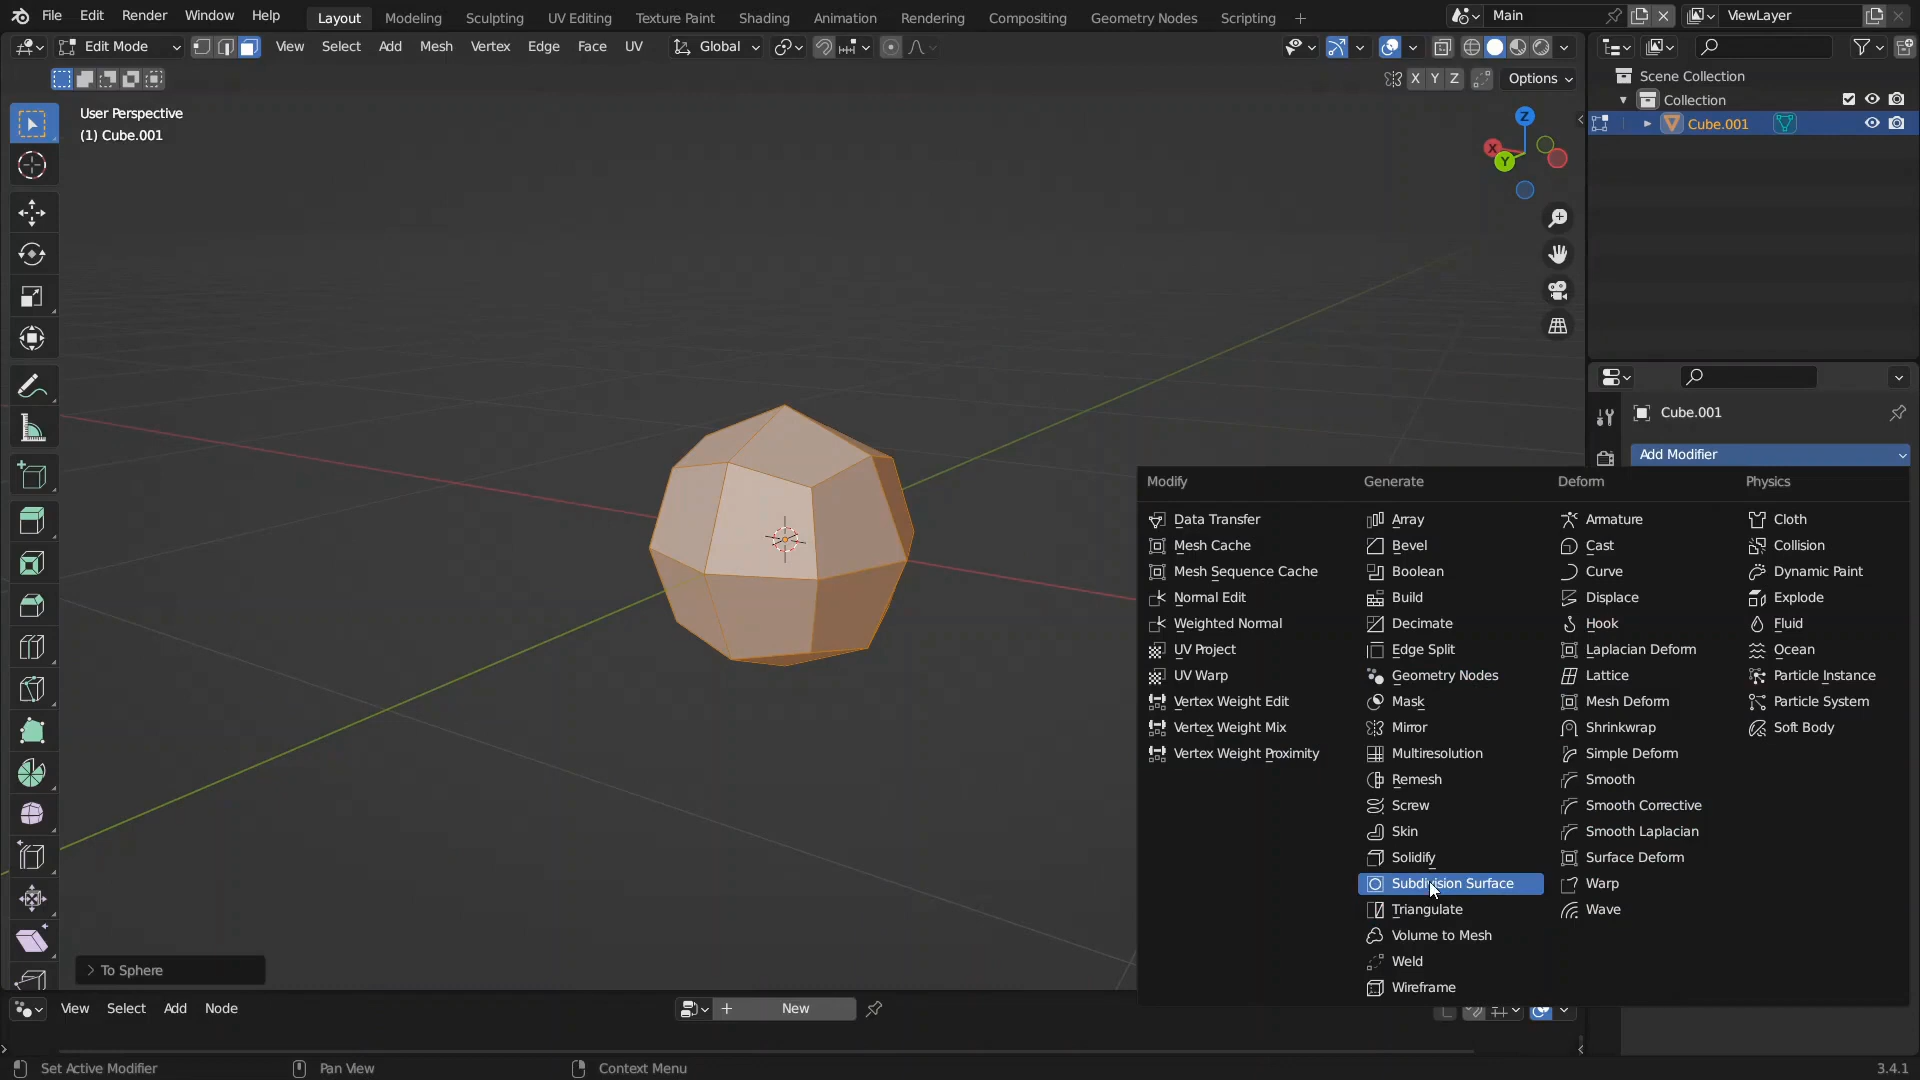 File Edit Render Window Help Layout Modeling Sculpting UV Editing Texture Paint Shading Animation Rendering Compositing Geometry Nodes Scripting + Main ViewLayer
Edit Mode View Select Add Mesh Vertex Edge Face UV Global
X Y Z Options
Scene Collection
Collection
Cube.001
User Perspective
(1) Cube.001
Z
X
Y
Cube.001
Add Modifier
Modify Generate Deform Physics
Data Transfer Array Armature Cloth
Mesh Cache Bevel Cast Collision
Mesh Sequence Cache Boolean Curve Dynamic Paint
Normal Edit Build Displace Explode
Weighted Normal Decimate Hook Fluid
UV Project Edge Split Laplacian Deform Ocean
UV Warp Geometry Nodes Lattice Particle Instance
Vertex Weight Edit Mask Mesh Deform Particle System
Vertex Weight Mix Mirror Shrinkwrap Soft Body
Vertex Weight Proximity Multiresolution Simple Deform
Remesh Smooth
Screw Smooth Corrective
Skin Smooth Laplacian
Solidify Surface Deform
Subdivision Surface Warp
Triangulate Wave
Volume to Mesh
Weld
Wireframe
To Sphere
View Select Add Node + New
Set Active Modifier Pan View Context Menu 3.4.1